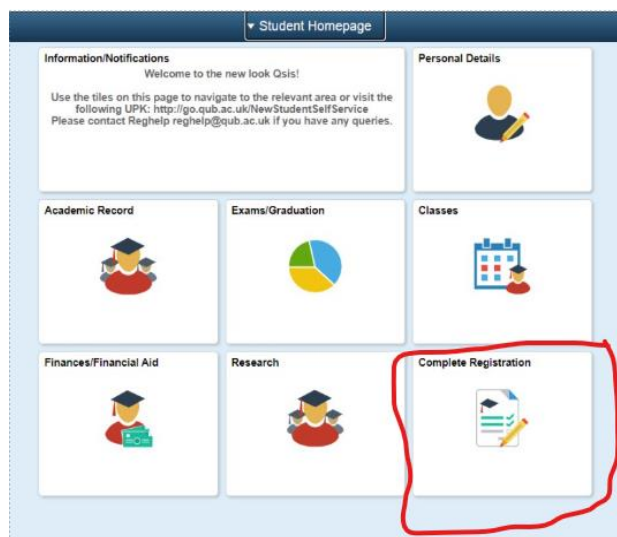 ▾ Student Homepage
Information/Notifications
Welcome to the new look Qsis!
Use the tiles on this page to navigate to the relevant area or visit the
following UPK: http://go.qub.ac.uk/NewStudentSelfService
Please contact Reghelp reghelp@qub.ac.uk if you have any queries.
Personal Details
Academic Record
Exams/Graduation
Classes
Finances/Financial Aid
Research
Complete Registration